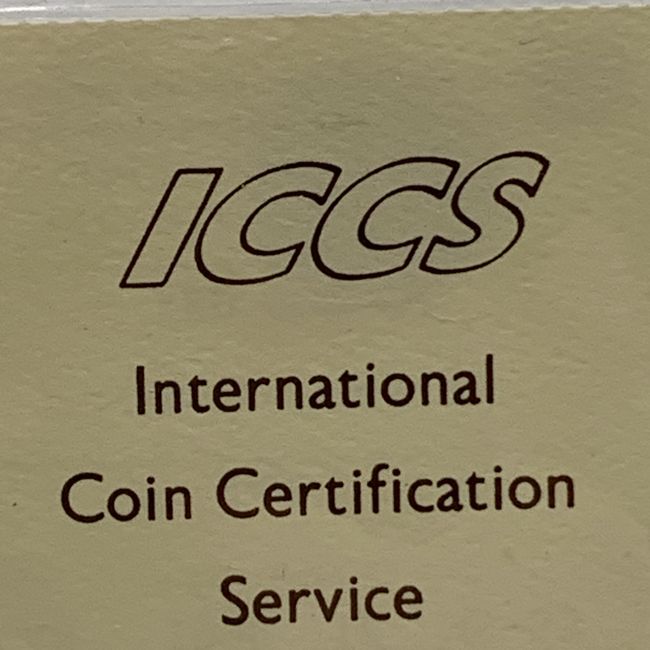 ICCS
International
Coin Certification
Service